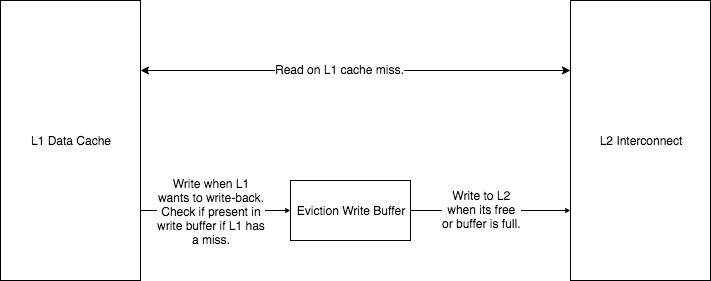 Read on L1 cache miss.
L1 Data Cache
L2 Interconnect
Write when L1
wants to write-back.
Check if present in
write buffer if L1 has
a miss.
Eviction Write Buffer
Write to L2
when its free
or buffer is full.